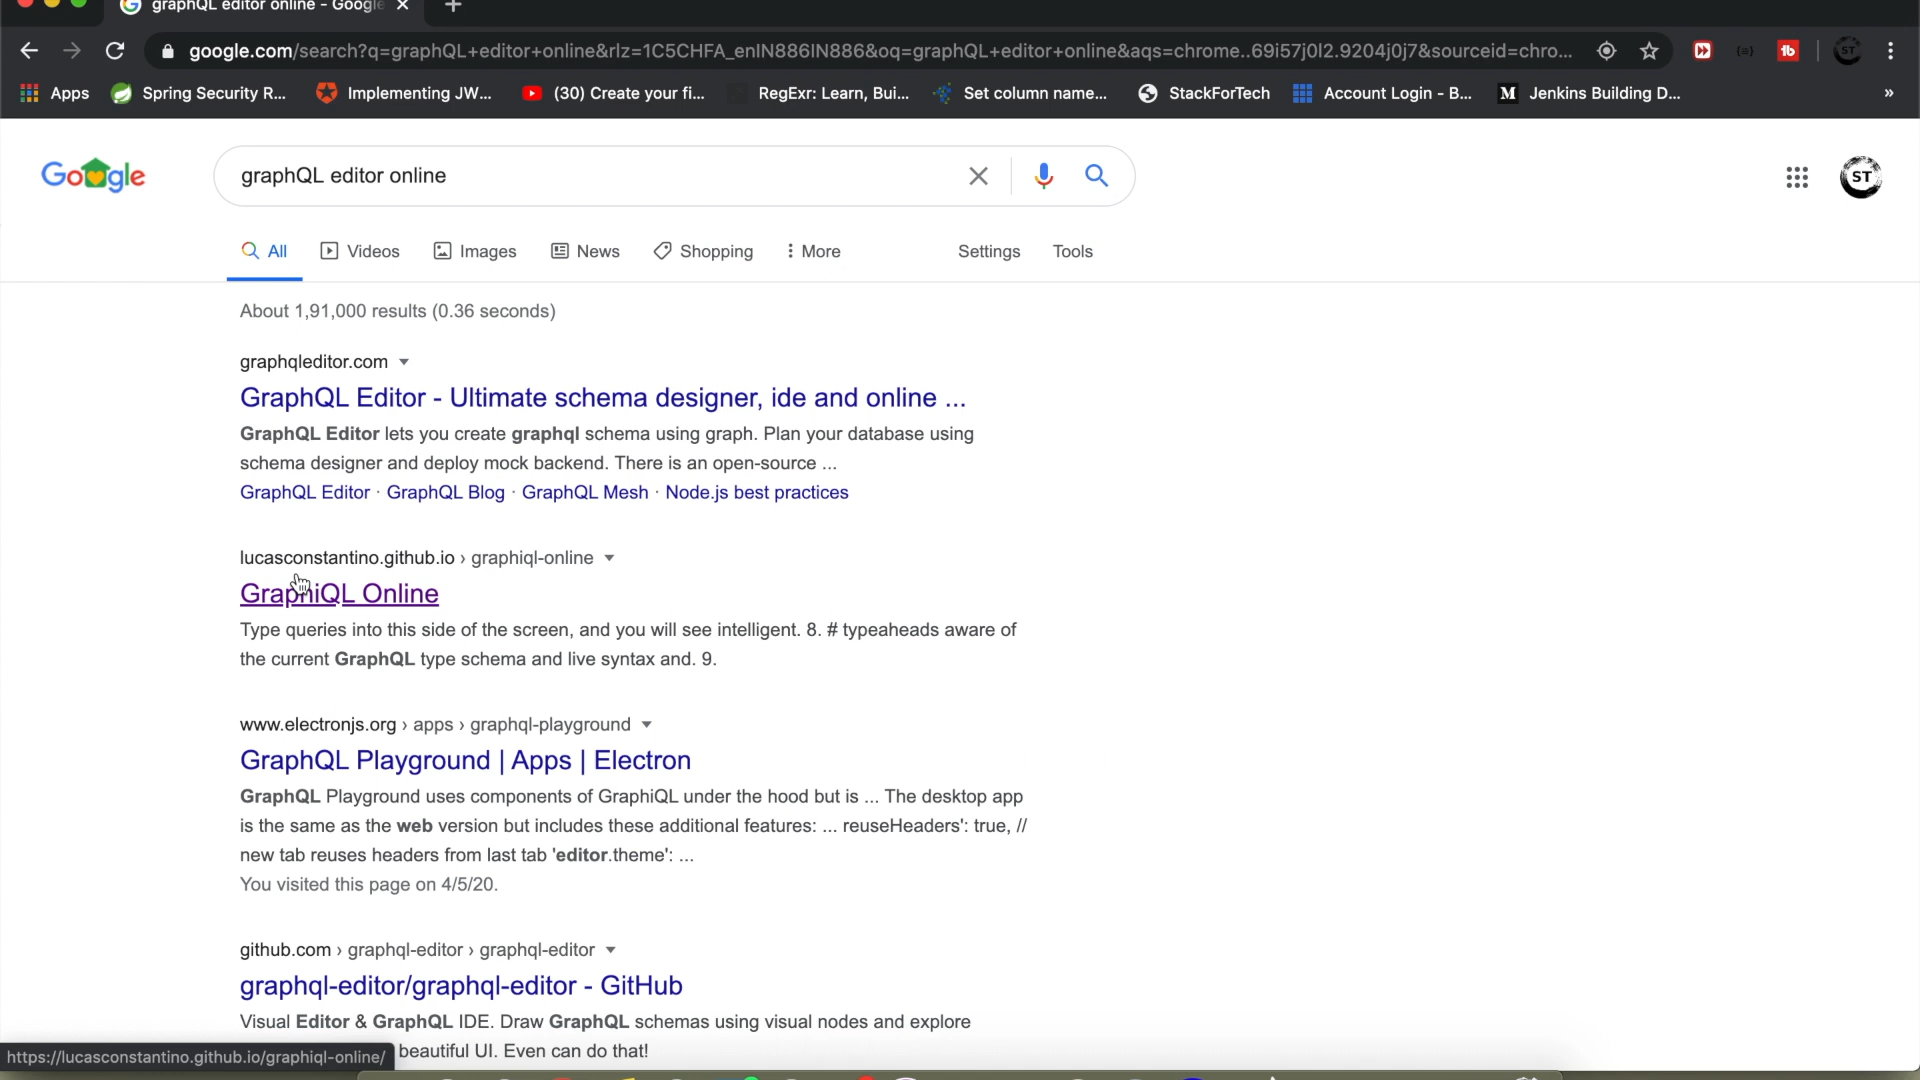 graphQL editor online - Google
google.com/search?q=graphQL+editor+online&rlz=1C5CHFA_enIN886IN886&oq=graphQL+editor+online&aqs=chrome..69i57j0l2.9204j0j7&sourceid=chro...
Apps Spring Security R... Implementing JW... (30) Create your fi... RegExr: Learn, Bui... Set column name... StackForTech Account Login - B... M Jenkins Building D... »
Google graphQL editor online ST
All Videos Images News Shopping More Settings Tools
About 1,91,000 results (0.36 seconds)
graphqleditor.com
GraphQL Editor - Ultimate schema designer, ide and online ...
GraphQL Editor lets you create graphql schema using graph. Plan your database using
schema designer and deploy mock backend. There is an open-source ...
GraphQL Editor · GraphQL Blog · GraphQL Mesh · Node.js best practices
lucasconstantino.github.io › graphiql-online
GraphiQL Online
Type queries into this side of the screen, and you will see intelligent. 8. # typeaheads aware of
the current GraphQL type schema and live syntax and. 9.
www.electronjs.org › apps › graphql-playground
GraphQL Playground | Apps | Electron
GraphQL Playground uses components of GraphiQL under the hood but is ... The desktop app
is the same as the web version but includes these additional features: ... reuseHeaders': true, //
new tab reuses headers from last tab 'editor.theme': ...
You visited this page on 4/5/20.
github.com › graphql-editor › graphql-editor
graphql-editor/graphql-editor - GitHub
Visual Editor & GraphQL IDE. Draw GraphQL schemas using visual nodes and explore
beautiful UI. Even can do that!
https://lucasconstantino.github.io/graphiql-online/